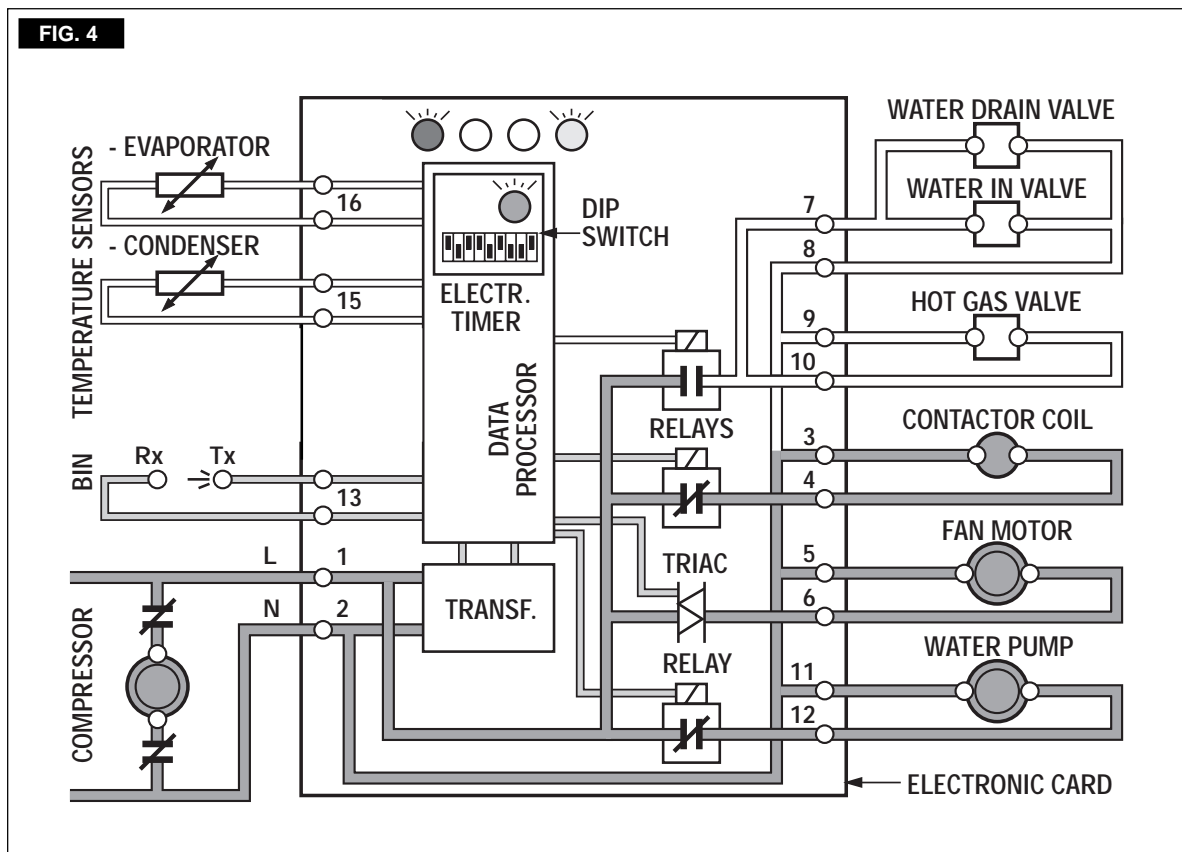 FIG. 4
TEMPERATURE SENSORS
- EVAPORATOR
16
- CONDENSER
15
BIN
Rx
Tx
13
L
1
N
2
COMPRESSOR
DIP
SWITCH
ELECTR.
TIMER
DATA
PROCESSOR
TRANSF.
RELAYS
TRIAC
RELAY
WATER DRAIN VALVE
WATER IN VALVE
7
8
HOT GAS VALVE
9
10
CONTACTOR COIL
3
4
FAN MOTOR
5
6
WATER PUMP
11
12
ELECTRONIC CARD